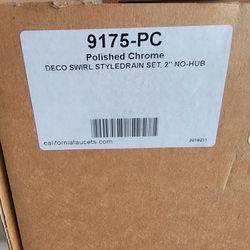 9175-PC
Polished Chrome
DECO SWIRL STYLEDRAIN SET, 2" NO-HUB
californiafaucets.com